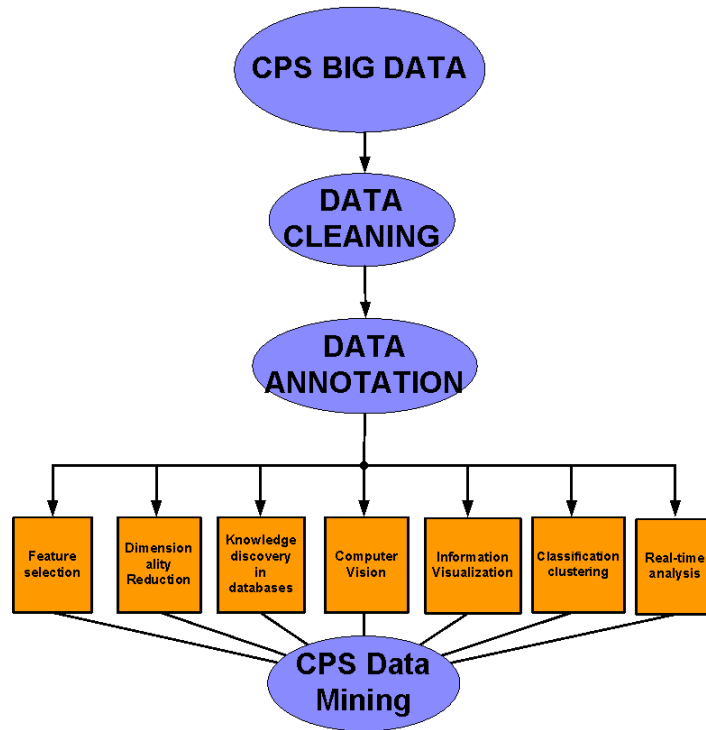 CPS BIG DATA
DATA
CLEANING
DATA
ANNOTATION
Feature
selection
Dimension
ality
Reduction
Knowledge
discovery
in
databases
Computer
Vision
Information
Visualization
Classification
clustering
Real-time
analysis
CPS Data
Mining